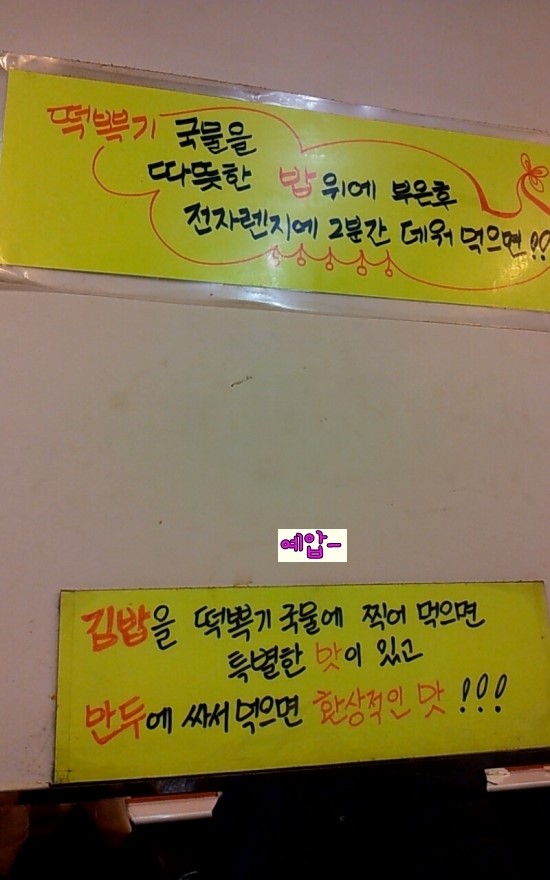 떡뽁기 국물을
따뜻한 밥 위에 부은후
전자렌지에 2분간 데워 먹으면!!
예압-
김밥을 떡뽁기 국물에 찍어 먹으면
특별한 맛이 있고
만두에 싸서 먹으면 환상적인 맛!!!